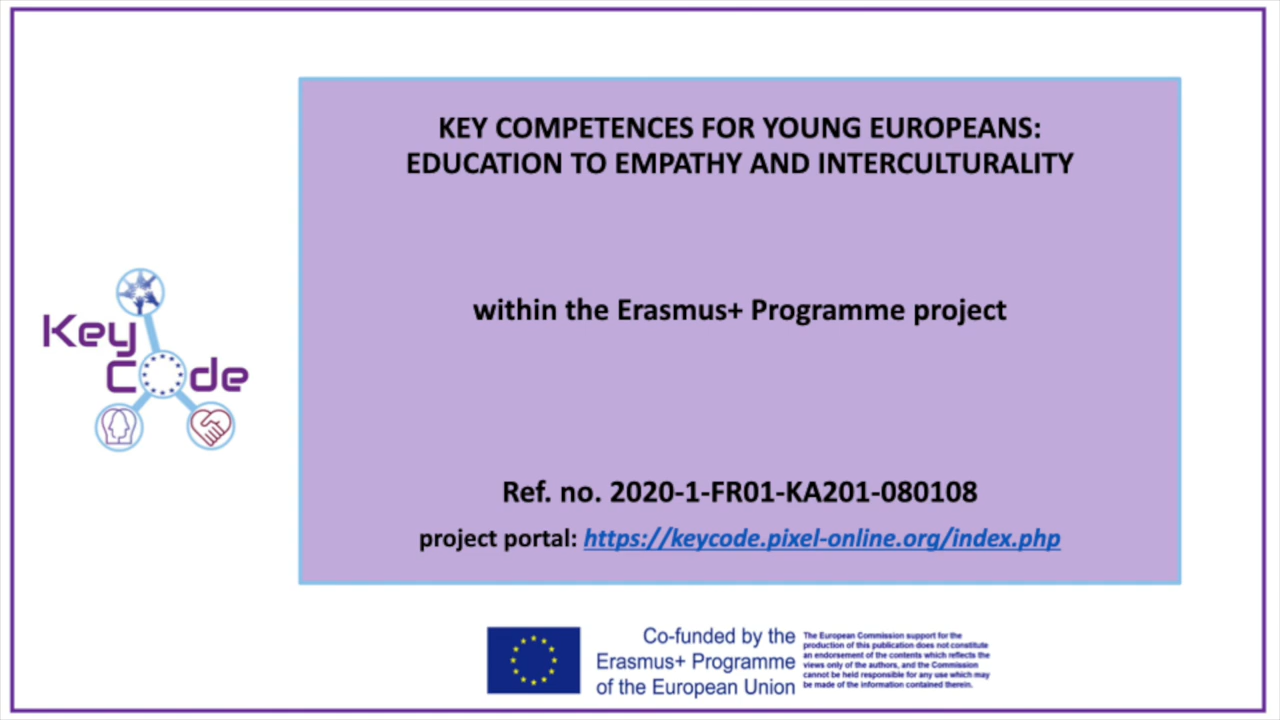 KEY COMPETENCES FOR YOUNG EUROPEANS:
EDUCATION TO EMPATHY AND INTERCULTURALITY
within the Erasmus+ Programme project
Key
Code
Ref. no. 2020-1-FR01-KA201-080108
project portal: https://keycode.pixel-online.org/index.php
Co-funded by the
Erasmus+ Programme
of the European Union
The European Commission support for the
production of this publication does not constitute
an endorsement of the contents which reflects the
views only of the authors, and the Commission
cannot be held responsible for any use which may
be made of the information contained therein.